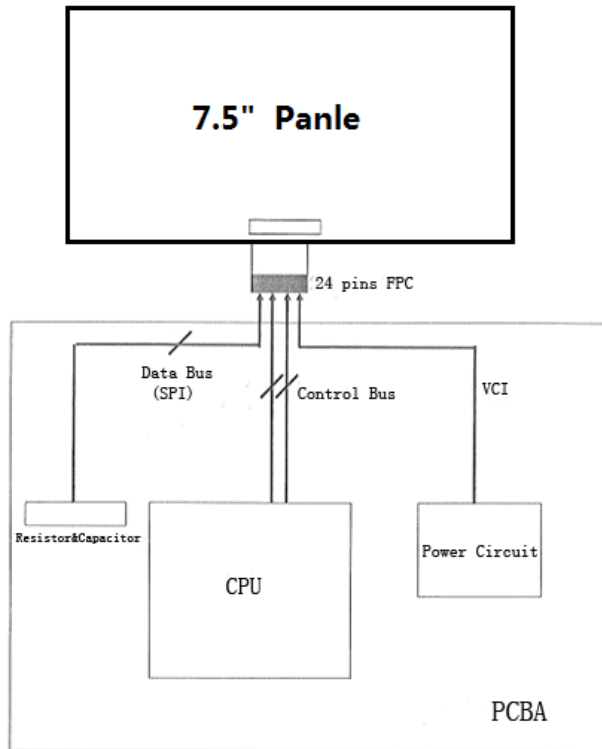 7.5" Panle
24 pins FPC
Data Bus
(SPI)
Control Bus
VCI
Resistor&Capacitor
CPU
Power Circuit
PCBA